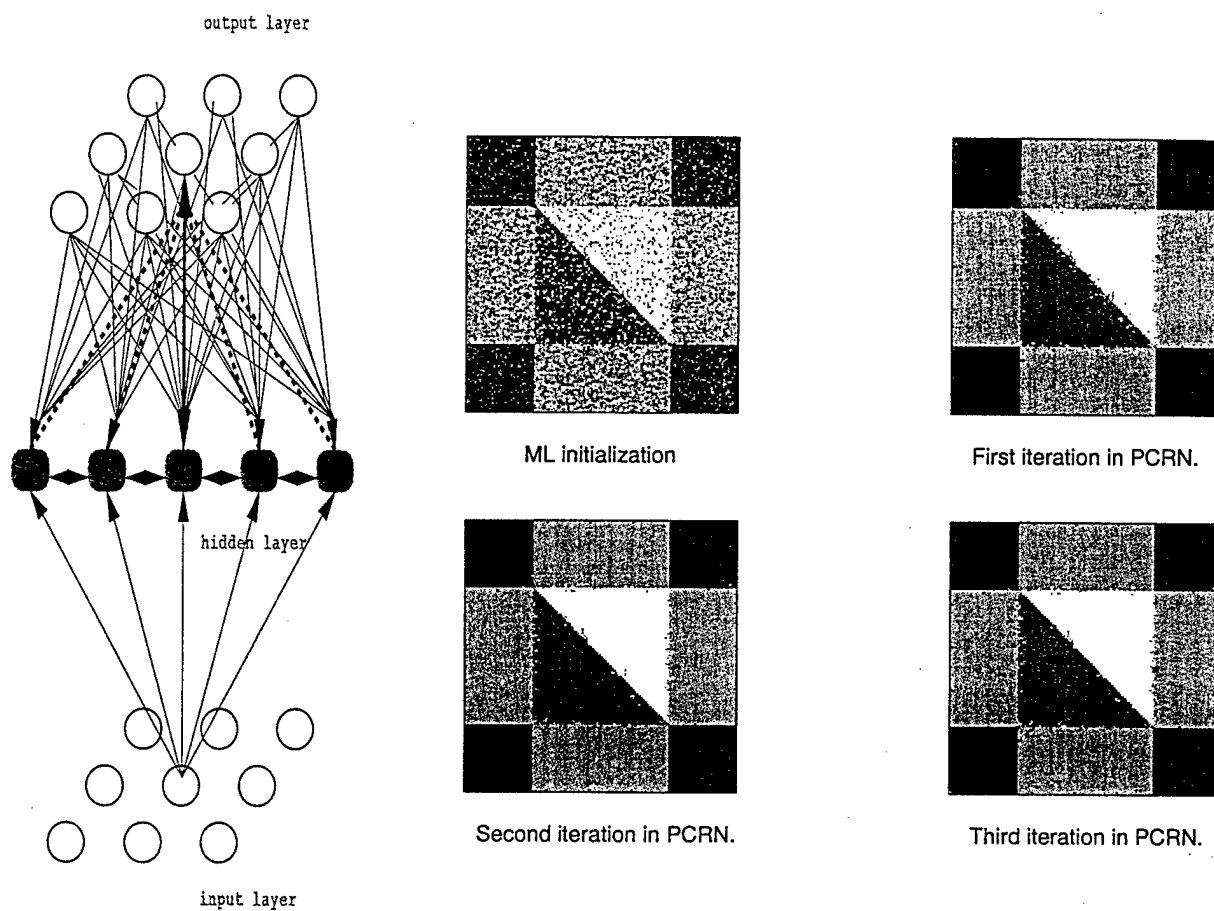 output layer
hidden layer
input layer
ML initialization
First iteration in PCRN.
Second iteration in PCRN.
Third iteration in PCRN.